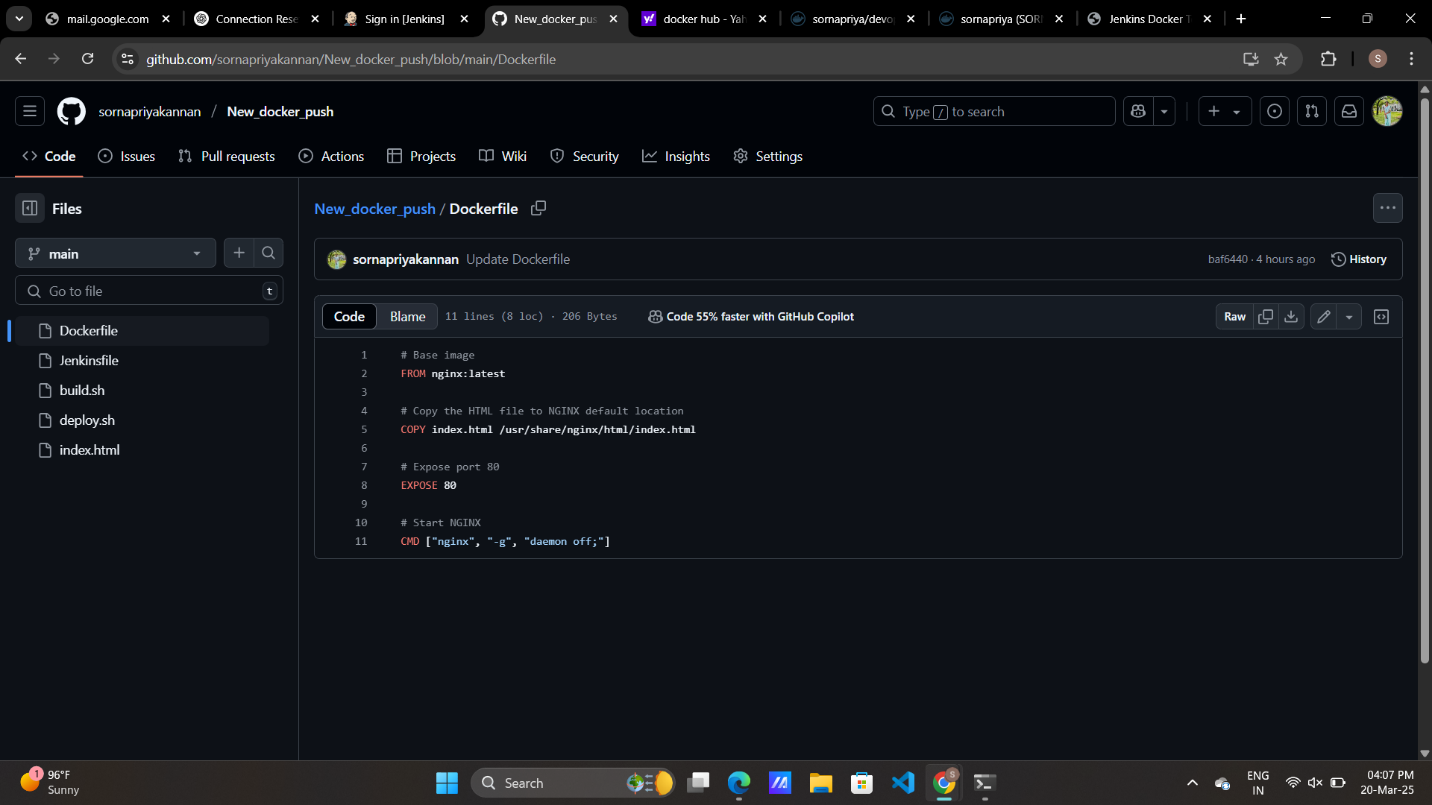 mail.google.com
Connection Rese
Sign in [Jenkins]
New_docker_pus
docker hub - Yah
sornapriya/devo
sornapriya (SOR
Jenkins Docker T
github.com/sornapriyakannan/New_docker_push/blob/main/Dockerfile
S
sornapriyakannan / New_docker_push
Type / to search
Code
Issues
Pull requests
Actions
Projects
Wiki
Security
Insights
Settings
Files
New_docker_push / Dockerfile
main
sornapriyakannan Update Dockerfile
baf6440 · 4 hours ago
History
Go to file
t
Code
Blame
11 lines (8 loc) · 206 Bytes
Code 55% faster with GitHub Copilot
Raw
Dockerfile
Jenkinsfile
build.sh
deploy.sh
index.html
1 # Base image
2 FROM nginx:latest
3
4 # Copy the HTML file to NGINX default location
5 COPY index.html /usr/share/nginx/html/index.html
6
7 # Expose port 80
8 EXPOSE 80
9
10 # Start NGINX
11 CMD ["nginx", "-g", "daemon off;"]
1
96°F
Sunny
Search
S
ENG
IN
04:07 PM
20-Mar-25